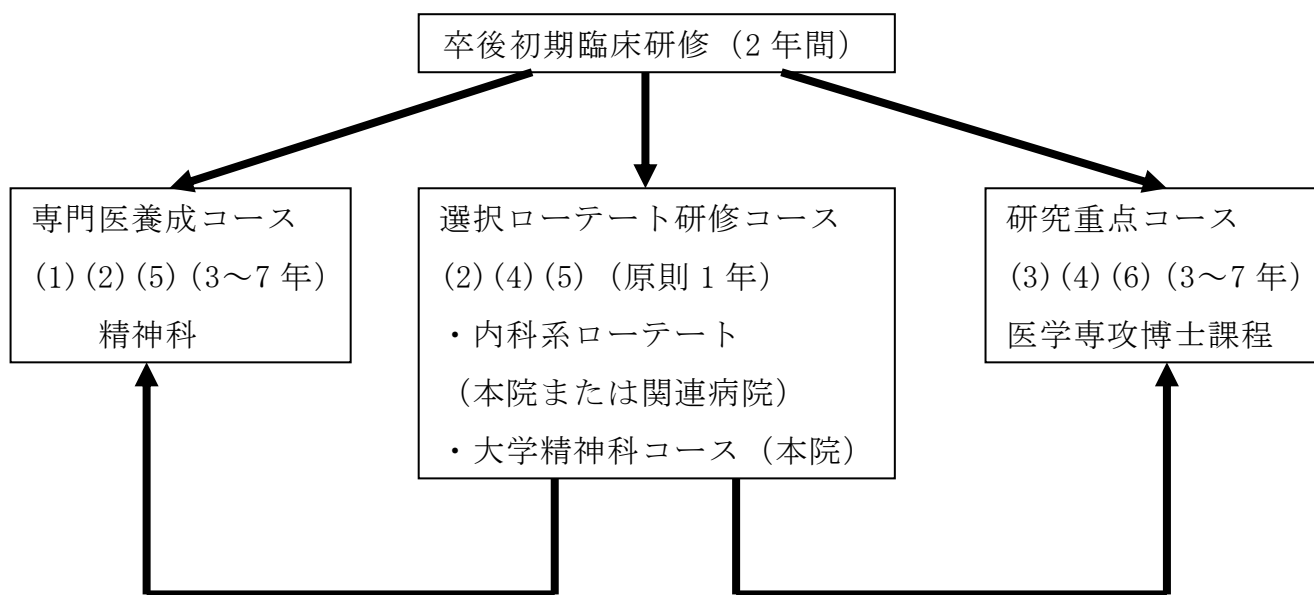 卒後初期臨床研修（2 年間）
専門医養成コース
(1)(2)(5)(3～7 年)
精神科
選択ローテート研修コース
(2)(4)(5)（原則 1 年）
・内科系ローテート
（本院または関連病院）
・大学精神科コース（本院）
研究重点コース
(3)(4)(6)(3～7 年)
医学専攻博士課程